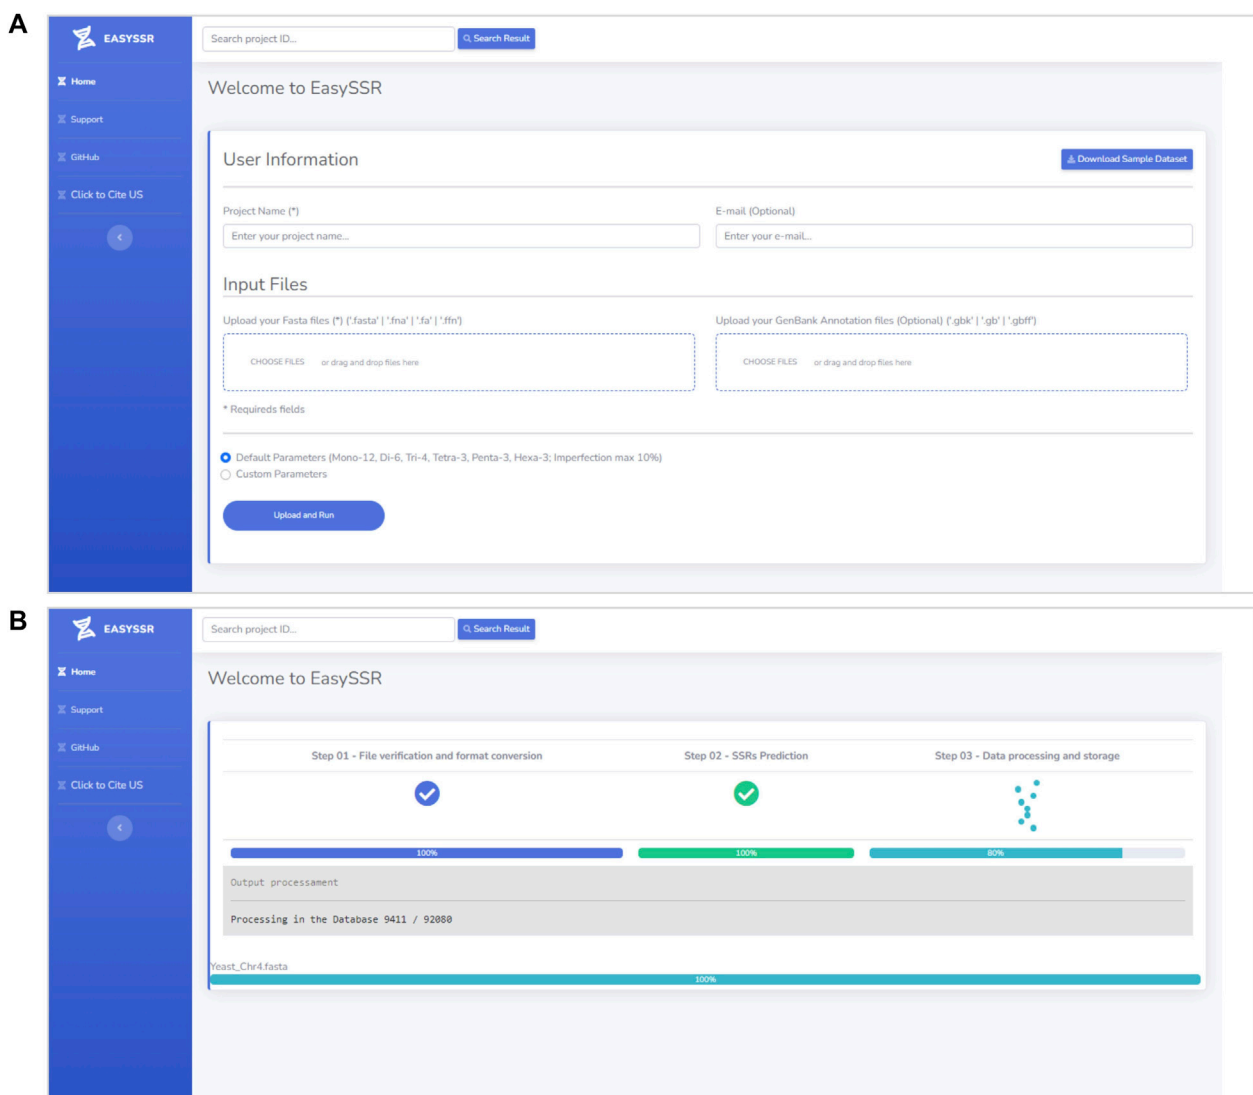 A
EASYSSR
Search project ID...
Search Result
Home
Support
GitHub
Click to Cite US
Welcome to EasySSR
User Information
Download Sample Dataset
Project Name (*)
E-mail (Optional)
Enter your project name...
Enter your e-mail...
Input Files
Upload your Fasta files (*) ('.fasta' | '.fna' | '.fa' | '.ffn')
Upload your GenBank Annotation files (Optional) ('.gbk' | '.gb' | '.gbff')
CHOOSE FILES or drag and drop files here
CHOOSE FILES or drag and drop files here
* Requireds fields
Default Parameters (Mono-12, Di-6, Tri-4, Tetra-3, Penta-3, Hexa-3; Imperfection max 10%)
Custom Parameters
Upload and Run
B
EASYSSR
Search project ID...
Search Result
Home
Support
GitHub
Click to Cite US
Welcome to EasySSR
Step 01 - File verification and format conversion
Step 02 - SSRs Prediction
Step 03 - Data processing and storage
100%
100%
80%
Output processament
Processing in the Database 9411 / 92080
Yeast_Chr4.fasta
100%